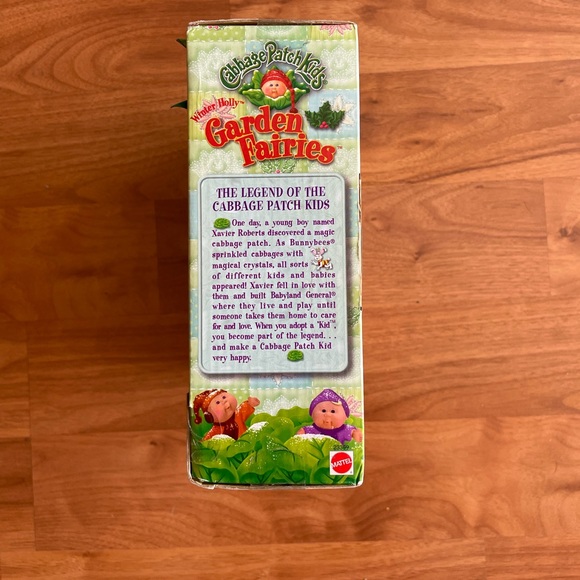 Cabbage Patch Kids
Winter Holly™
Garden
Fairies™
THE LEGEND OF THE
CABBAGE PATCH KIDS
One day, a young boy named
Xavier Roberts discovered a magic
cabbage patch. As Bunnybees®
sprinkled cabbages with
magical crystals, all sorts
of different kids and babies
appeared! Xavier fell in love with
them and built Babyland General®
where they live and play until
someone takes them home to care
for and love. When you adopt a "Kid"™,
you become part of the legend. . .
and make a Cabbage Patch Kid
very happy.
MATTEL